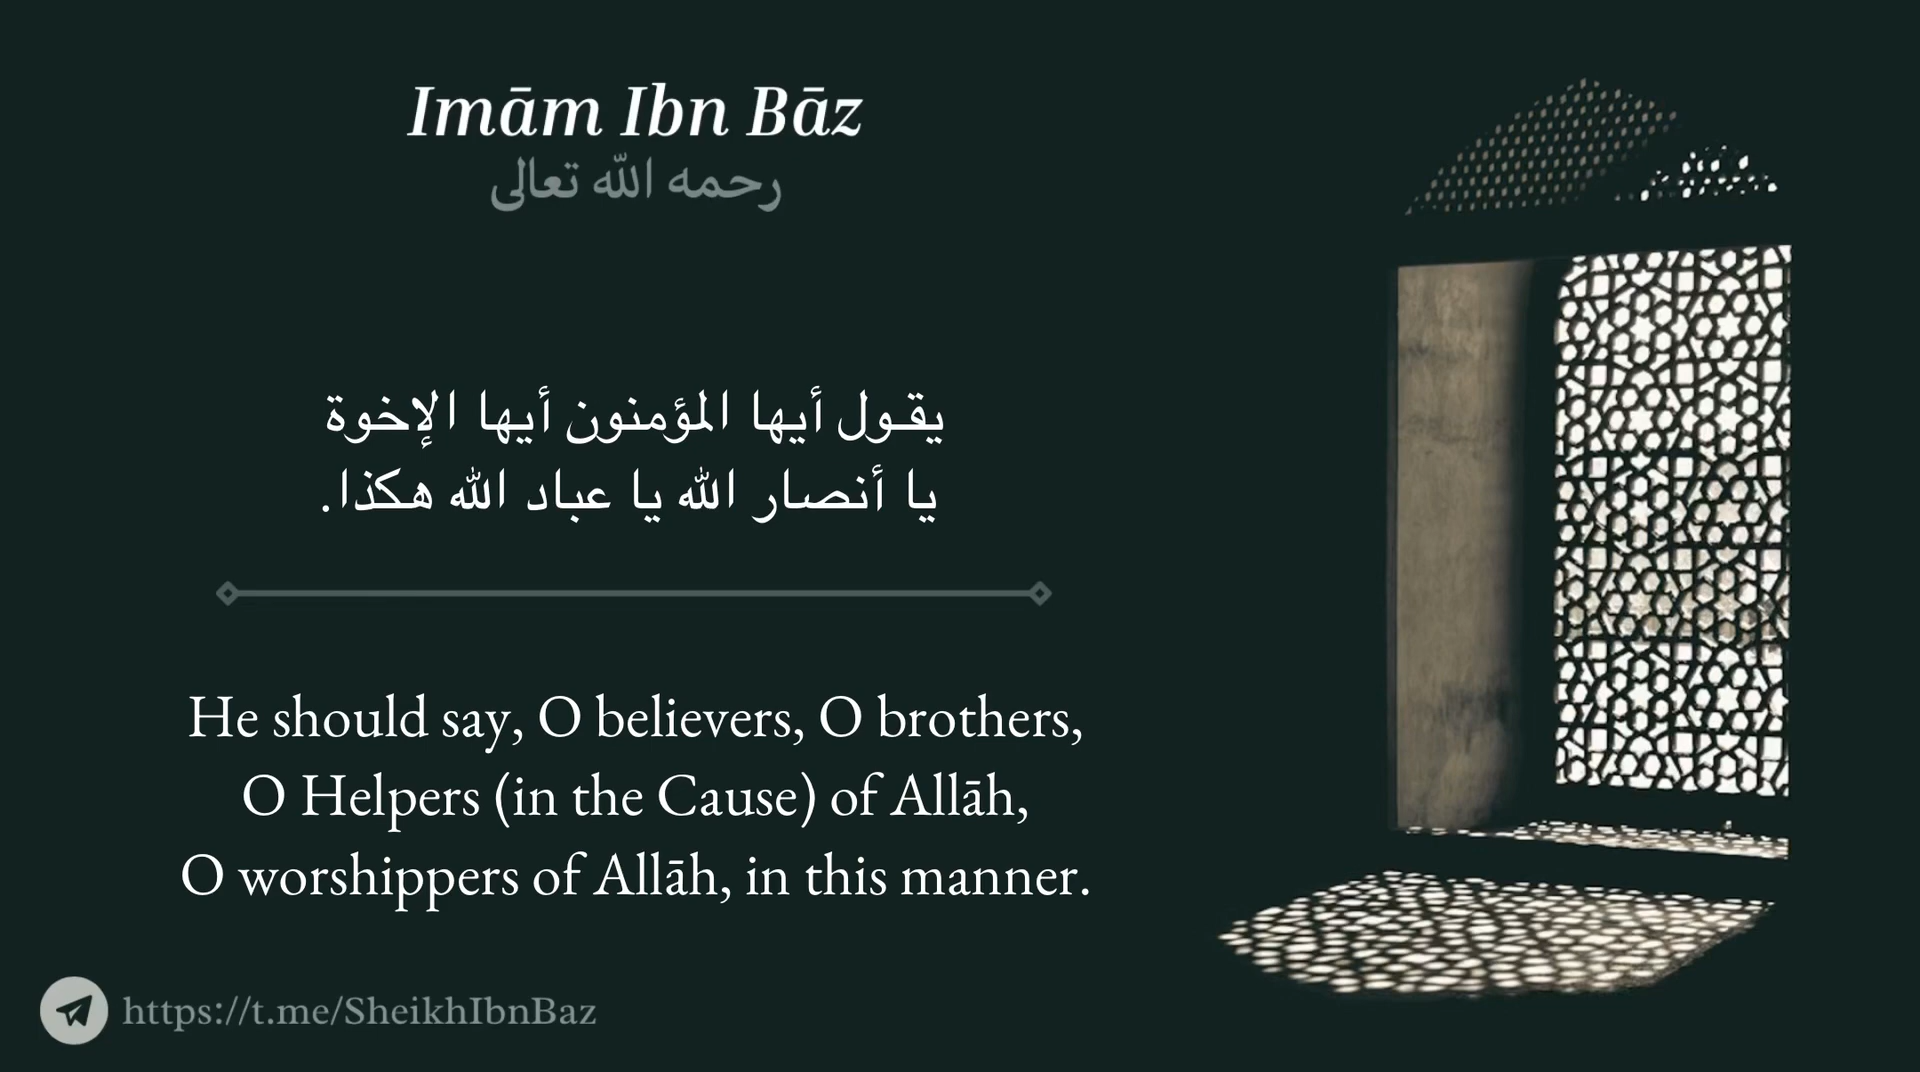 Imām Ibn Bāz
رحمه الله تعالى
يقول أيها المؤمنون أيها الإخوة
يا أنصار الله يا عباد الله هكذا.
He should say, O believers, O brothers,
O Helpers (in the Cause) of Allāh,
O worshippers of Allāh, in this manner.
https://t.me/SheikhIbnBaz